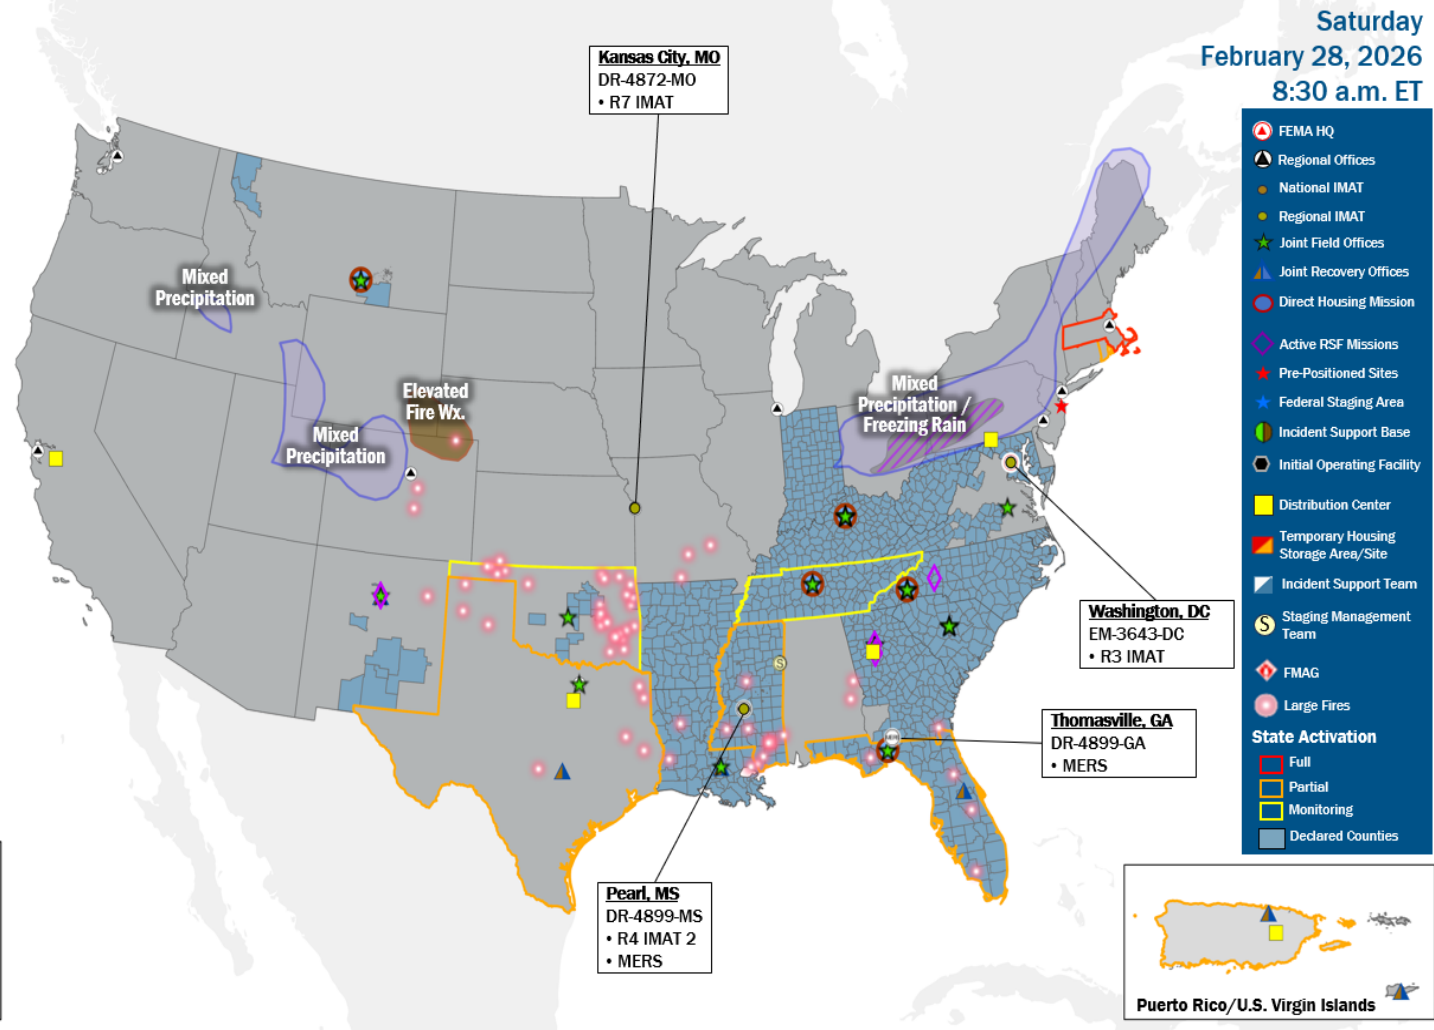 Saturday
February 28, 2026
8:30 a.m. ET
Kansas City, MO
DR-4872-MO
• R7 IMAT
FEMA HQ
Regional Offices
National IMAT
Regional IMAT
Joint Field Offices
Joint Recovery Offices
Direct Housing Mission
Active RSF Missions
Pre-Positioned Sites
Federal Staging Area
Incident Support Base
Initial Operating Facility
Distribution Center
Temporary Housing
Storage Area/Site
Incident Support Team
S
Staging Management
Team
FMAG
Large Fires
State Activation
Full
Partial
Monitoring
Declared Counties
Mixed
Precipitation
Elevated
Fire Wx.
Mixed
Precipitation
Mixed
Precipitation /
Freezing Rain
S
Washington, DC
EM-3643-DC
• R3 IMAT
Thomasville, GA
DR-4899-GA
• MERS
Pearl, MS
DR-4899-MS
• R4 IMAT 2
• MERS
Puerto Rico/U.S. Virgin Islands